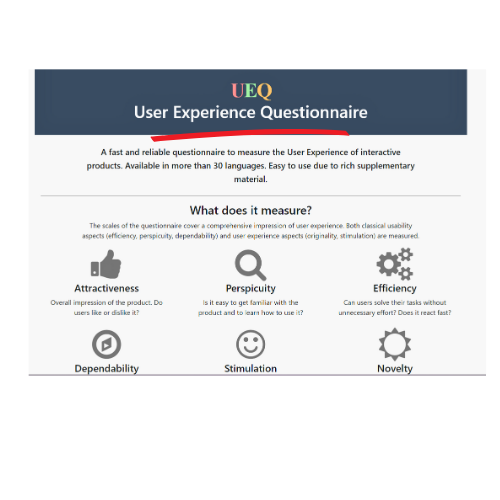 UEQ
User Experience Questionnaire
A fast and reliable questionnaire to measure the User Experience of interactive
products. Available in more than 30 languages. Easy to use due to rich supplementary
material.
What does it measure?
The scales of the questionnaire cover a comprehensive impression of user experience. Both classical usability
aspects (efficiency, perspicuity, dependability) and user experience aspects (originality, stimulation) are measured.
Attractiveness
Perspicuity
Efficiency
Overall impression of the product. Do
users like or dislike it?
Is it easy to get familiar with the
product and to learn how to use it?
Can users solve their tasks without
unnecessary effort? Does it react fast?
Dependability
Stimulation
Novelty